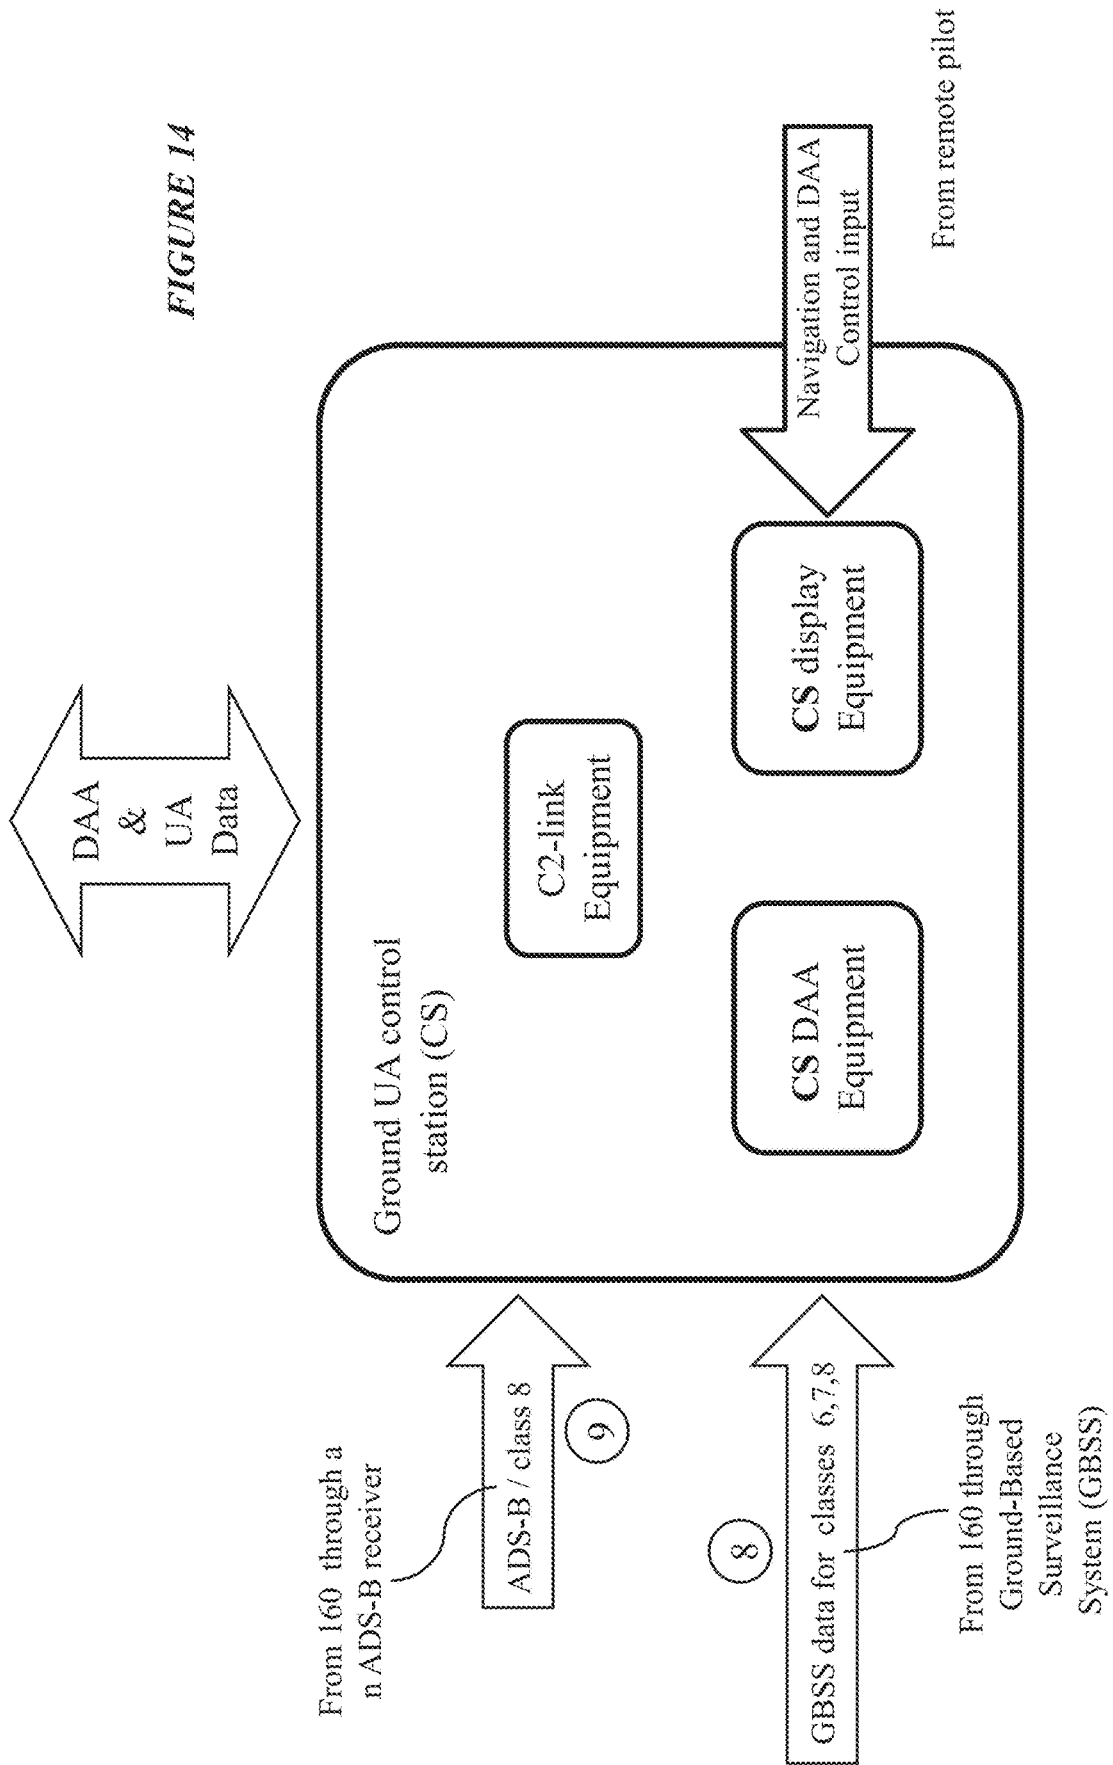 FIGURE 14
DAA
&
UA
Data
Ground UA control
station (CS)
C2-link
Equipment
CS DAA
Equipment
CS display
Equipment
From 160 through a
n ADS-B receiver
ADS-B / class 8
9
8
GBSS data for classes 6,7,8
From 160 through
Ground-Based
Surveillance
System (GBSS)
Navigation and DAA
Control input
From remote pilot